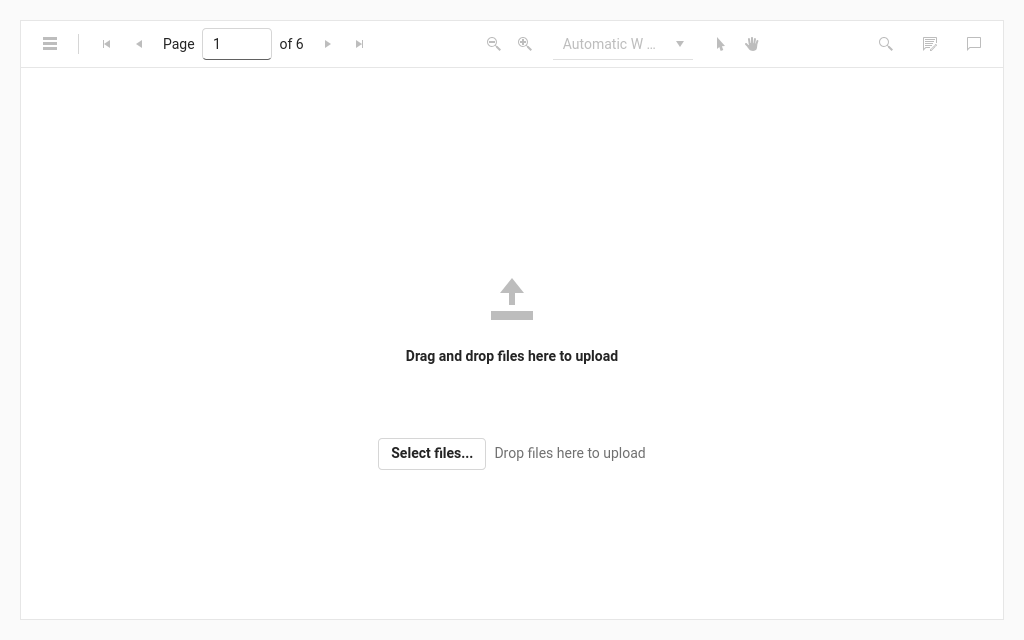 Page 1 of 6 Automatic W ...
Drag and drop files here to upload
Select files... Drop files here to upload